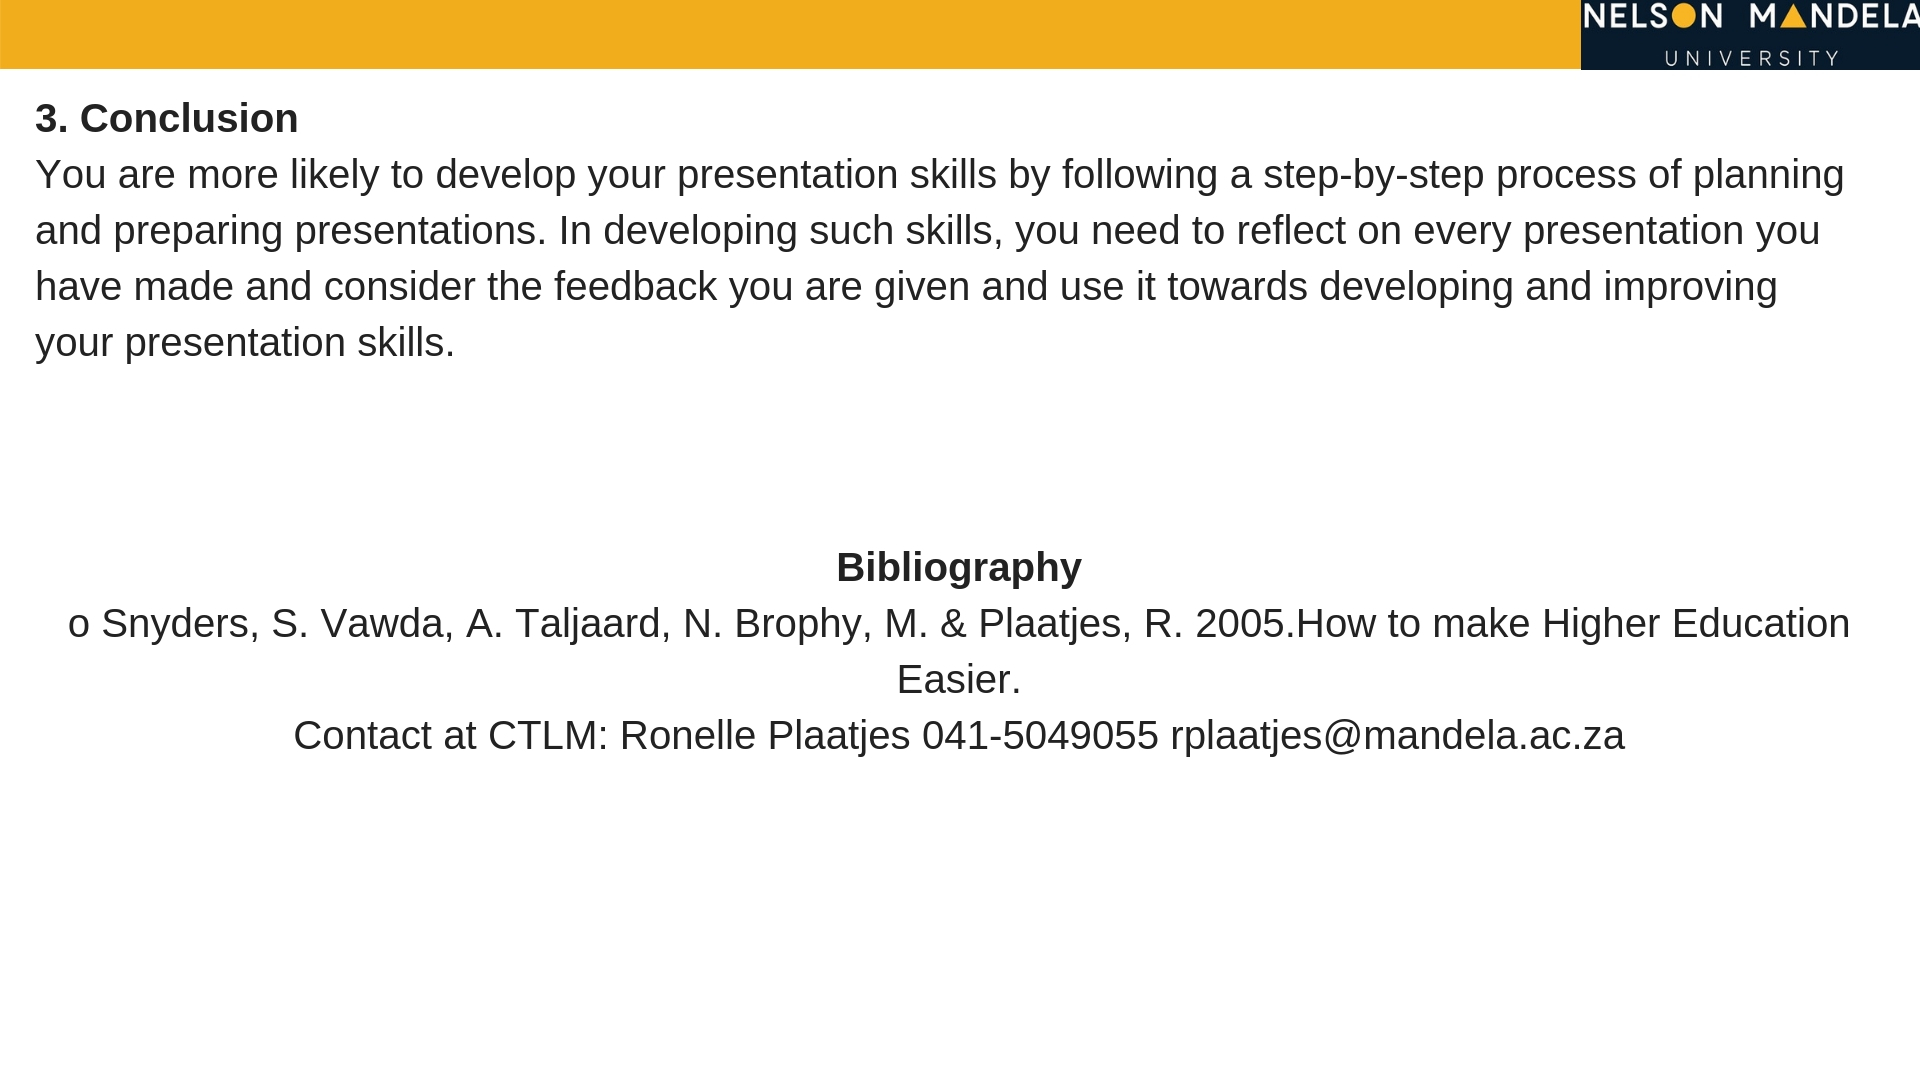 NELSON MANDELA
UNIVERSITY
3. Conclusion
You are more likely to develop your presentation skills by following a step-by-step process of planning
and preparing presentations. In developing such skills, you need to reflect on every presentation you
have made and consider the feedback you are given and use it towards developing and improving
your presentation skills.
Bibliography
o Snyders, S. Vawda, A. Taljaard, N. Brophy, M. & Plaatjes, R. 2005.How to make Higher Education
Easier.
Contact at CTLM: Ronelle Plaatjes 041-5049055 rplaatjes@mandela.ac.za